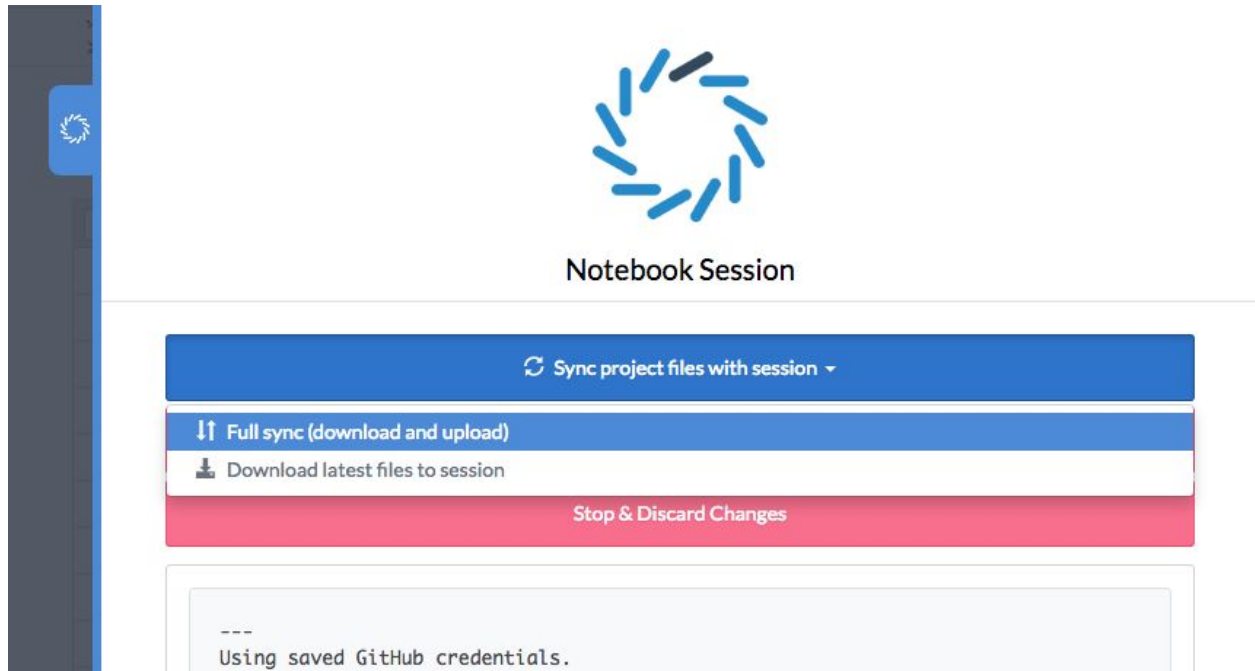 Notebook Session
Sync project files with session
Full sync (download and upload)
Download latest files to session
Stop & Discard Changes
---
Using saved GitHub credentials.